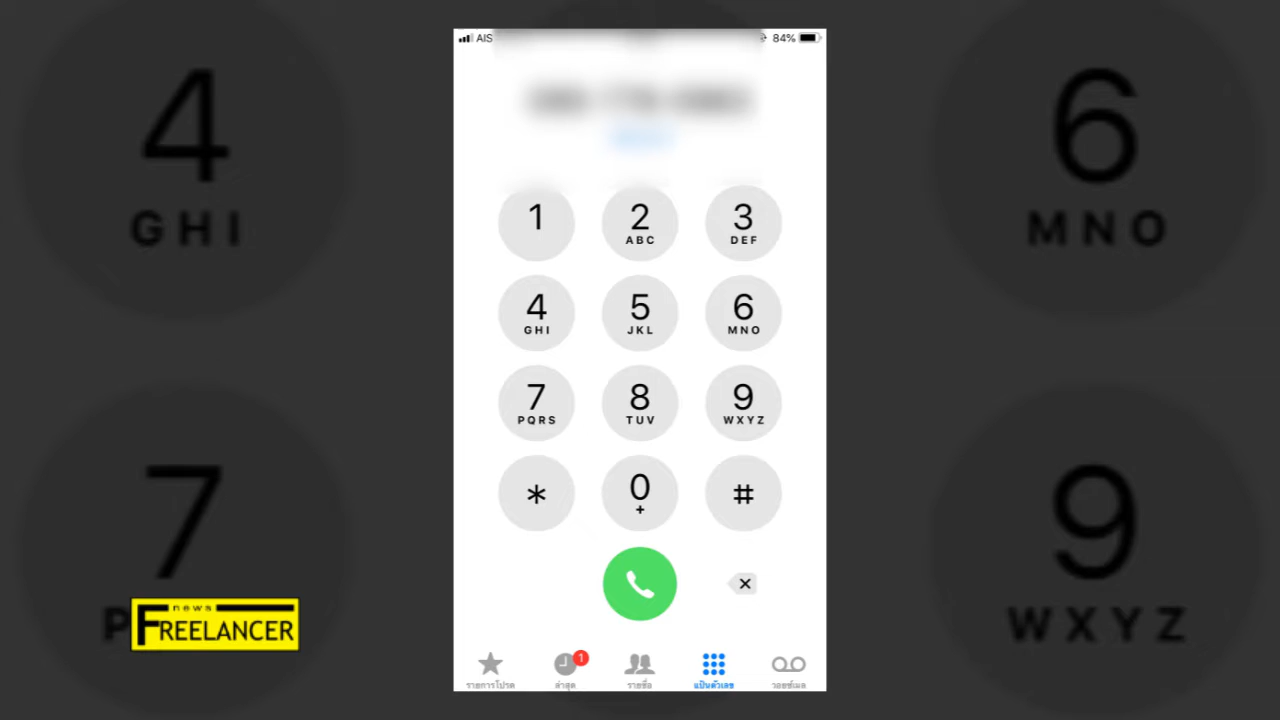 AIS 84%
1 2 3
ABC DEF
4 5 6
GHI JKL MNO
7 8 9
PQRS TUV WXYZ
* 0 #
+
1
รายการโปรด ล่าสุด รายชื่อ แป้นตัวเลข วอยซ์เมล
4
GHI
6
MNO
7
P
9
WXYZ
news
FREELANCER